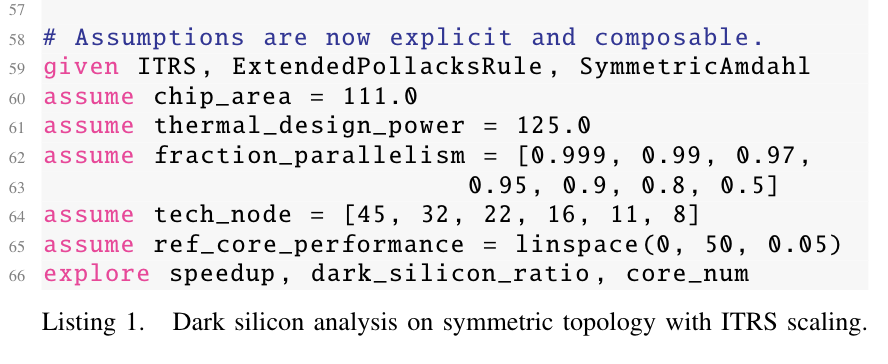 57
58 # Assumptions are now explicit and composable.
59 given ITRS, ExtendedPollacksRule, SymmetricAmdahl
60 assume chip_area = 111.0
61 assume thermal_design_power = 125.0
62 assume fraction_parallelism = [0.999, 0.99, 0.97,
63 0.95, 0.9, 0.8, 0.5]
64 assume tech_node = [45, 32, 22, 16, 11, 8]
65 assume ref_core_performance = linspace(0, 50, 0.05)
66 explore speedup, dark_silicon_ratio, core_num
Listing 1. Dark silicon analysis on symmetric topology with ITRS scaling.